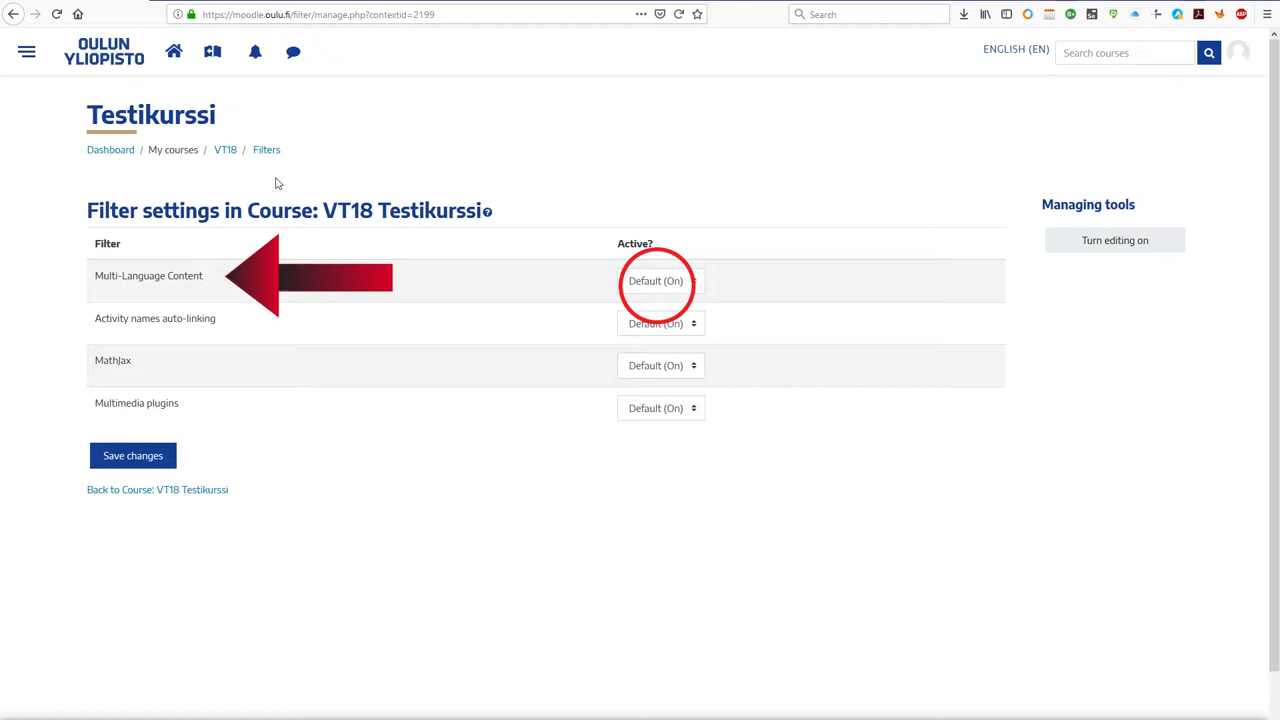 https://moodle.oulu.fi/filter/manage.php?contextid=2199
Search
OULUN
YLIOPISTO
ENGLISH (EN)
Search courses
Testikurssi
Dashboard / My courses / VT18 / Filters
Filter settings in Course: VT18 Testikurssi
Managing tools
Turn editing on
Filter Active?
Multi-Language Content Default (On)
Activity names auto-linking Default (On)
MathJax Default (On)
Multimedia plugins Default (On)
Save changes
Back to Course: VT18 Testikurssi